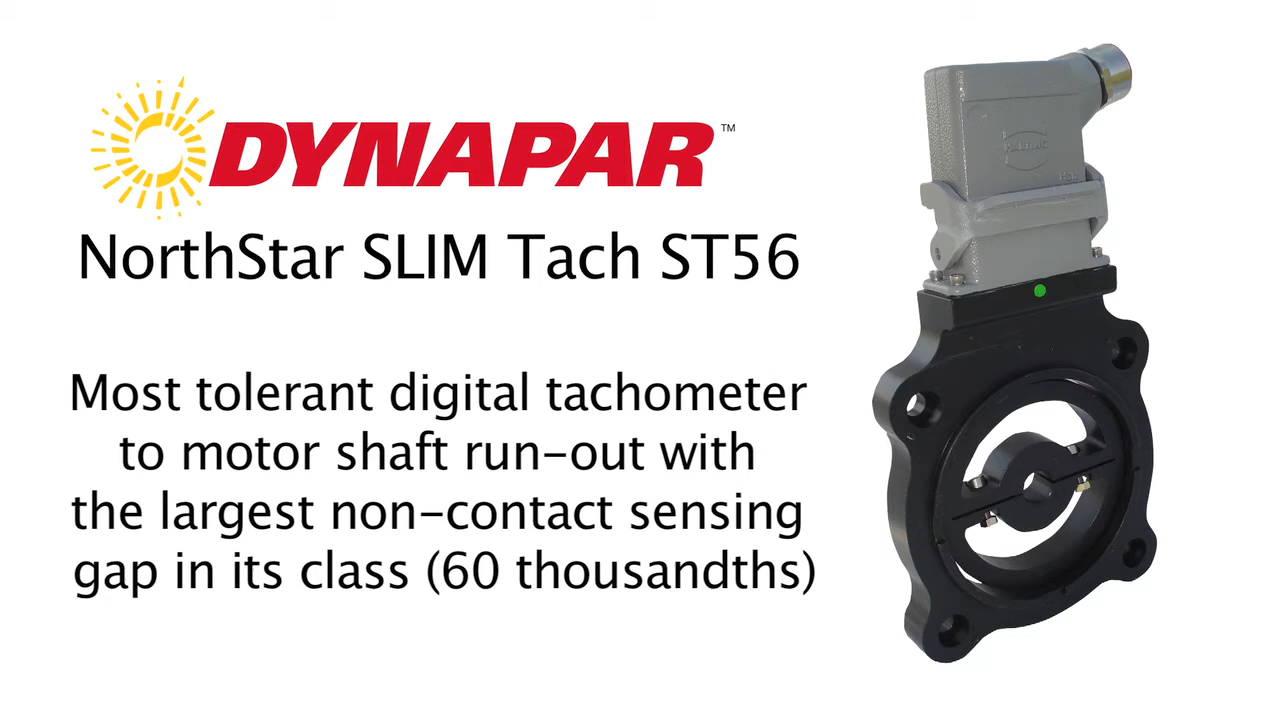 DYNAPAR™
NorthStar SLIM Tach ST56
Most tolerant digital tachometer
to motor shaft run-out with
the largest non-contact sensing
gap in its class (60 thousandths)